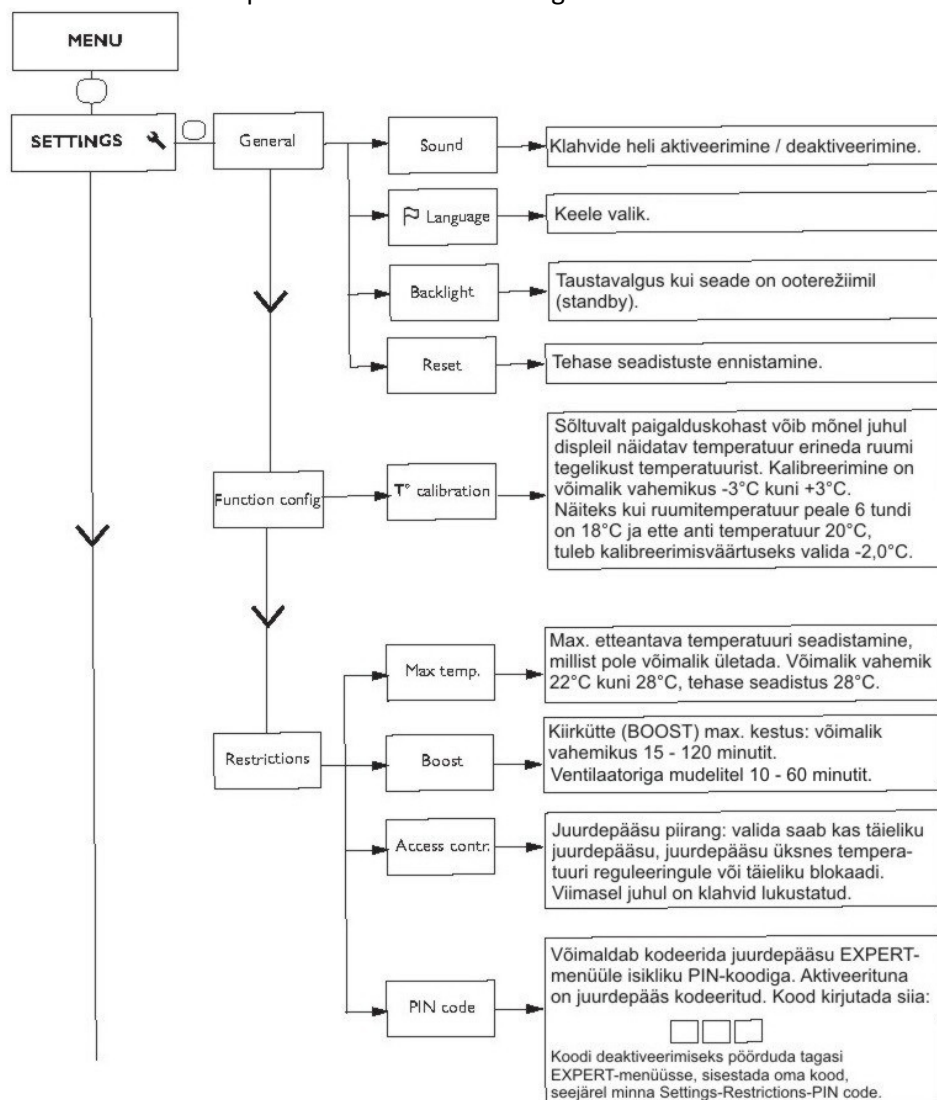 MENU
SETTINGS
General
Sound
Klahvide heli aktiveerimine / deaktiveerimine.
Language
Keele valik.
Backlight
Taustavalgus kui seade on ooterežiimil
(standby).
Reset
Tehase seadistuste ennistamine.
Function config
T° calibration
Sõltuvalt paigalduskohast võib mõnel juhul
displeil näidatav temperatuur erineda ruumi
tegelikust temperatuurist. Kalibreerimine on
võimalik vahemikus -3°C kuni +3°C.
Näiteks kui ruumitemperatuur peale 6 tundi
on 18°C ja ette anti temperatuur 20°C,
tuleb kalibreerimisväärtuseks valida -2,0°C.
Restrictions
Max temp.
Max. etteantava temperatuuri seadistamine,
millist pole võimalik ületada. Võimalik vahemik
22°C kuni 28°C, tehase seadistus 28°C.
Boost
Kiirkütte (BOOST) max. kestus: võimalik
vahemikus 15 - 120 minutit.
Ventilaatoriga mudelitel 10 - 60 minutit.
Access contr.
Juurdepääsu piirang: valida saab kas täieliku
juurdepääsu, juurdepääsu üksnes tempera-
tuuri reguleeringule või täieliku blokaadi.
Viimasel juhul on klahvid lukustatud.
PIN code
Võimaldab kodeerida juurdepääsu EXPERT-
menüüle isikliku PIN-koodiga. Aktiveerituna
on juurdepääs kodeeritud. Kood kirjutada siia:
Koodi deaktiveerimiseks pöörduda tagasi
EXPERT-menüüsse, sisestada oma kood,
seejärel minna Settings-Restrictions-PIN code.